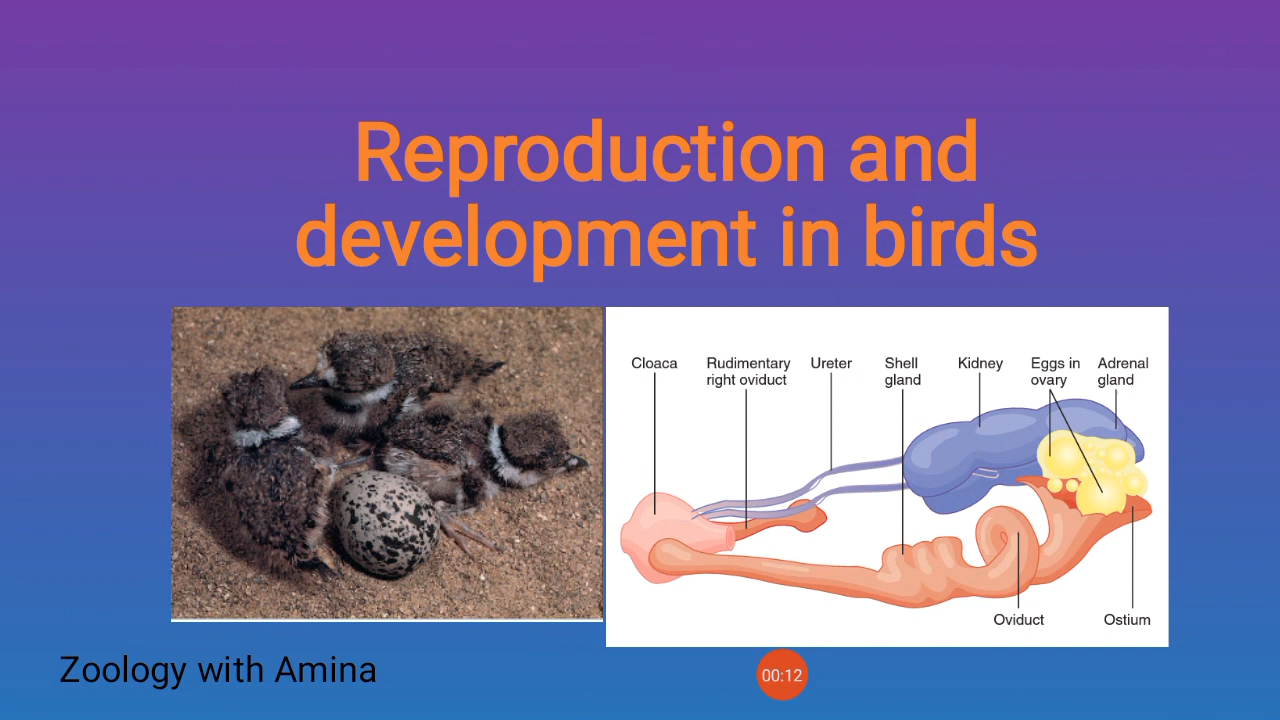 Reproduction and
development in birds
Cloaca
Rudimentary
right oviduct
Ureter
Shell
gland
Kidney
Eggs in
ovary
Adrenal
gland
Oviduct
Ostium
Zoology with Amina
00:12